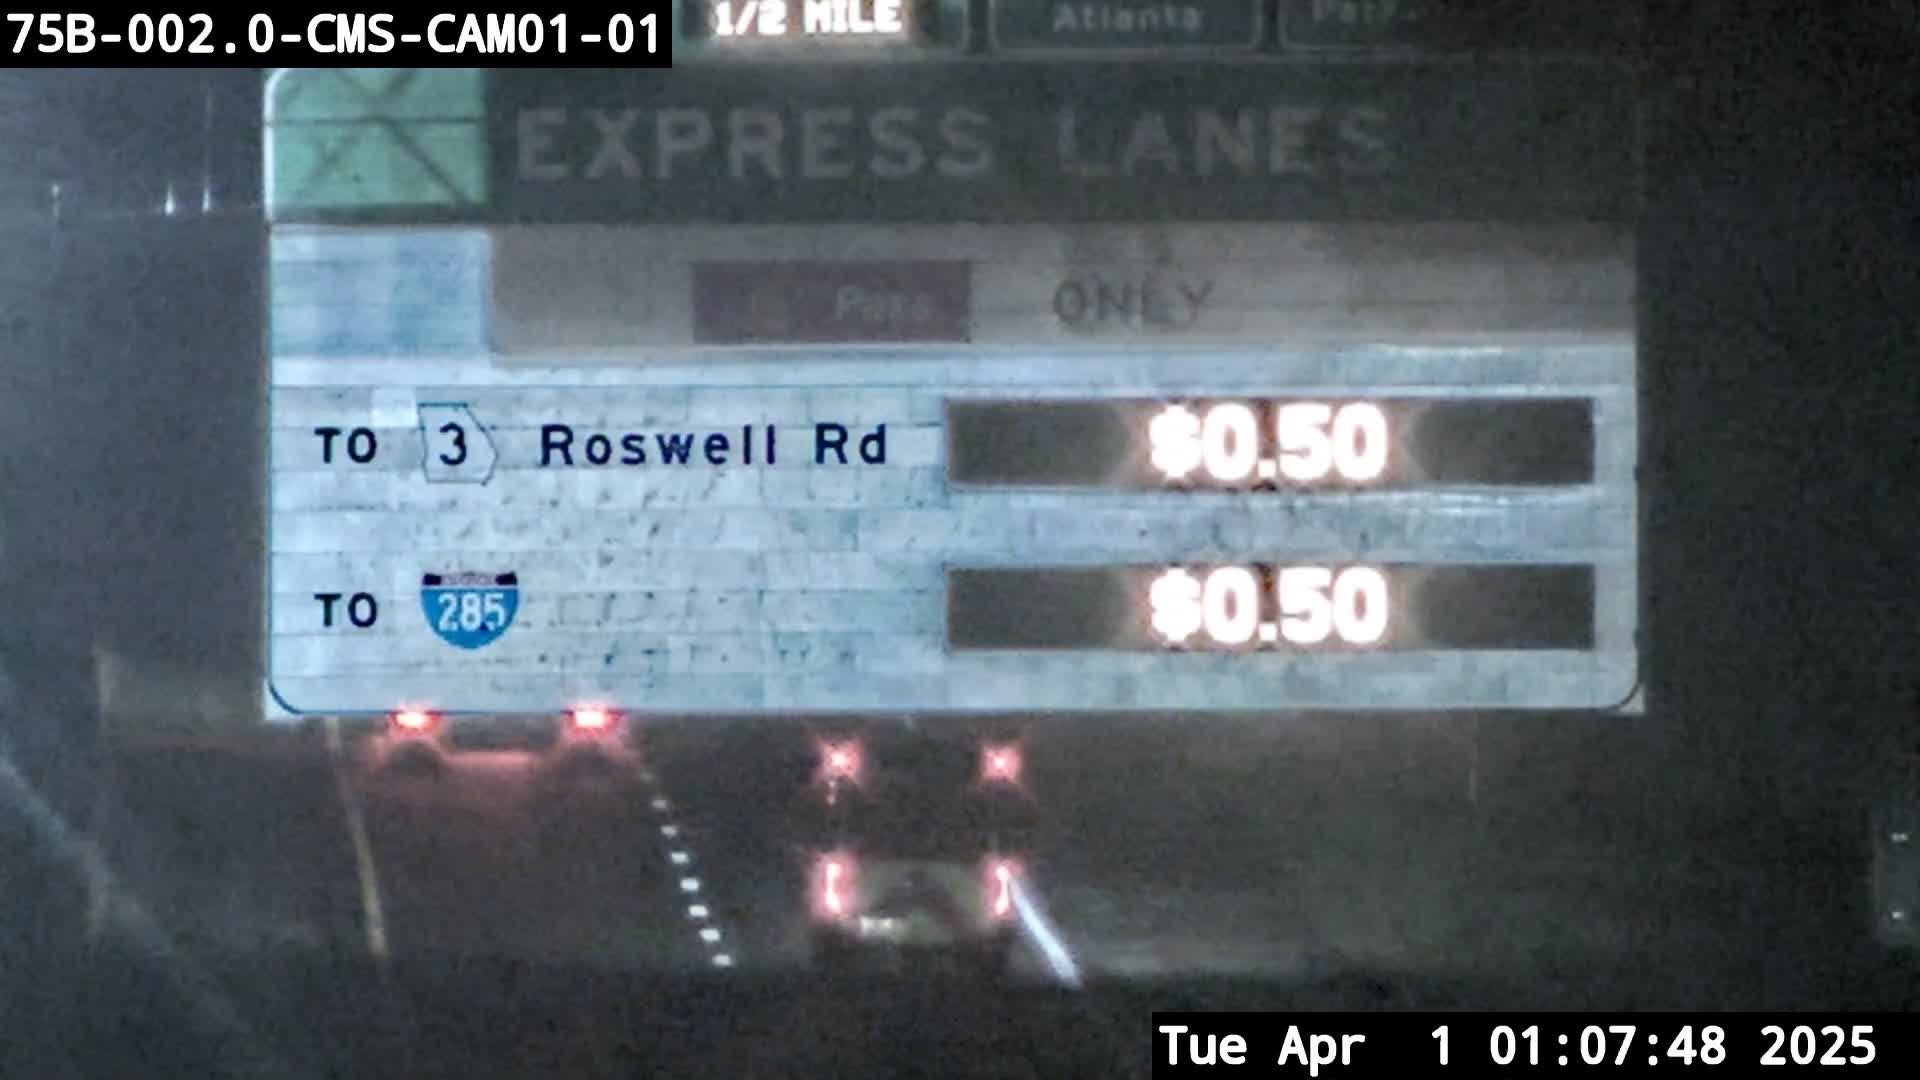 75B-002.0-CMS-CAM01-01
1/2 MILE
Atlanta
EXPRESS LANES
Pass ONLY
TO 3 Roswell Rd $0.50
TO 285 $0.50
Tue Apr 1 01:07:48 2025